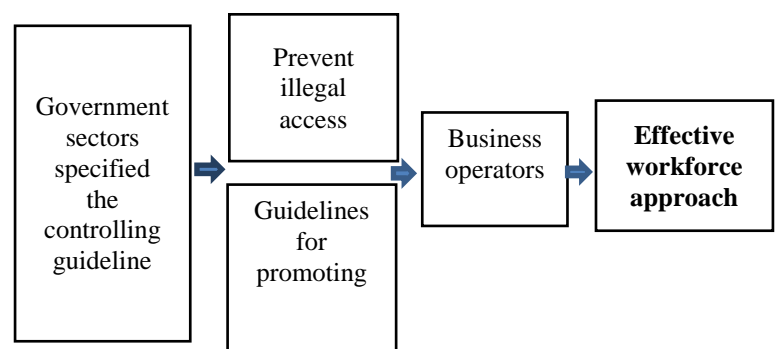 Government
sectors
specified
the
controlling
guideline
Prevent
illegal
access
Guidelines
for
promoting
Business
operators
Effective
workforce
approach